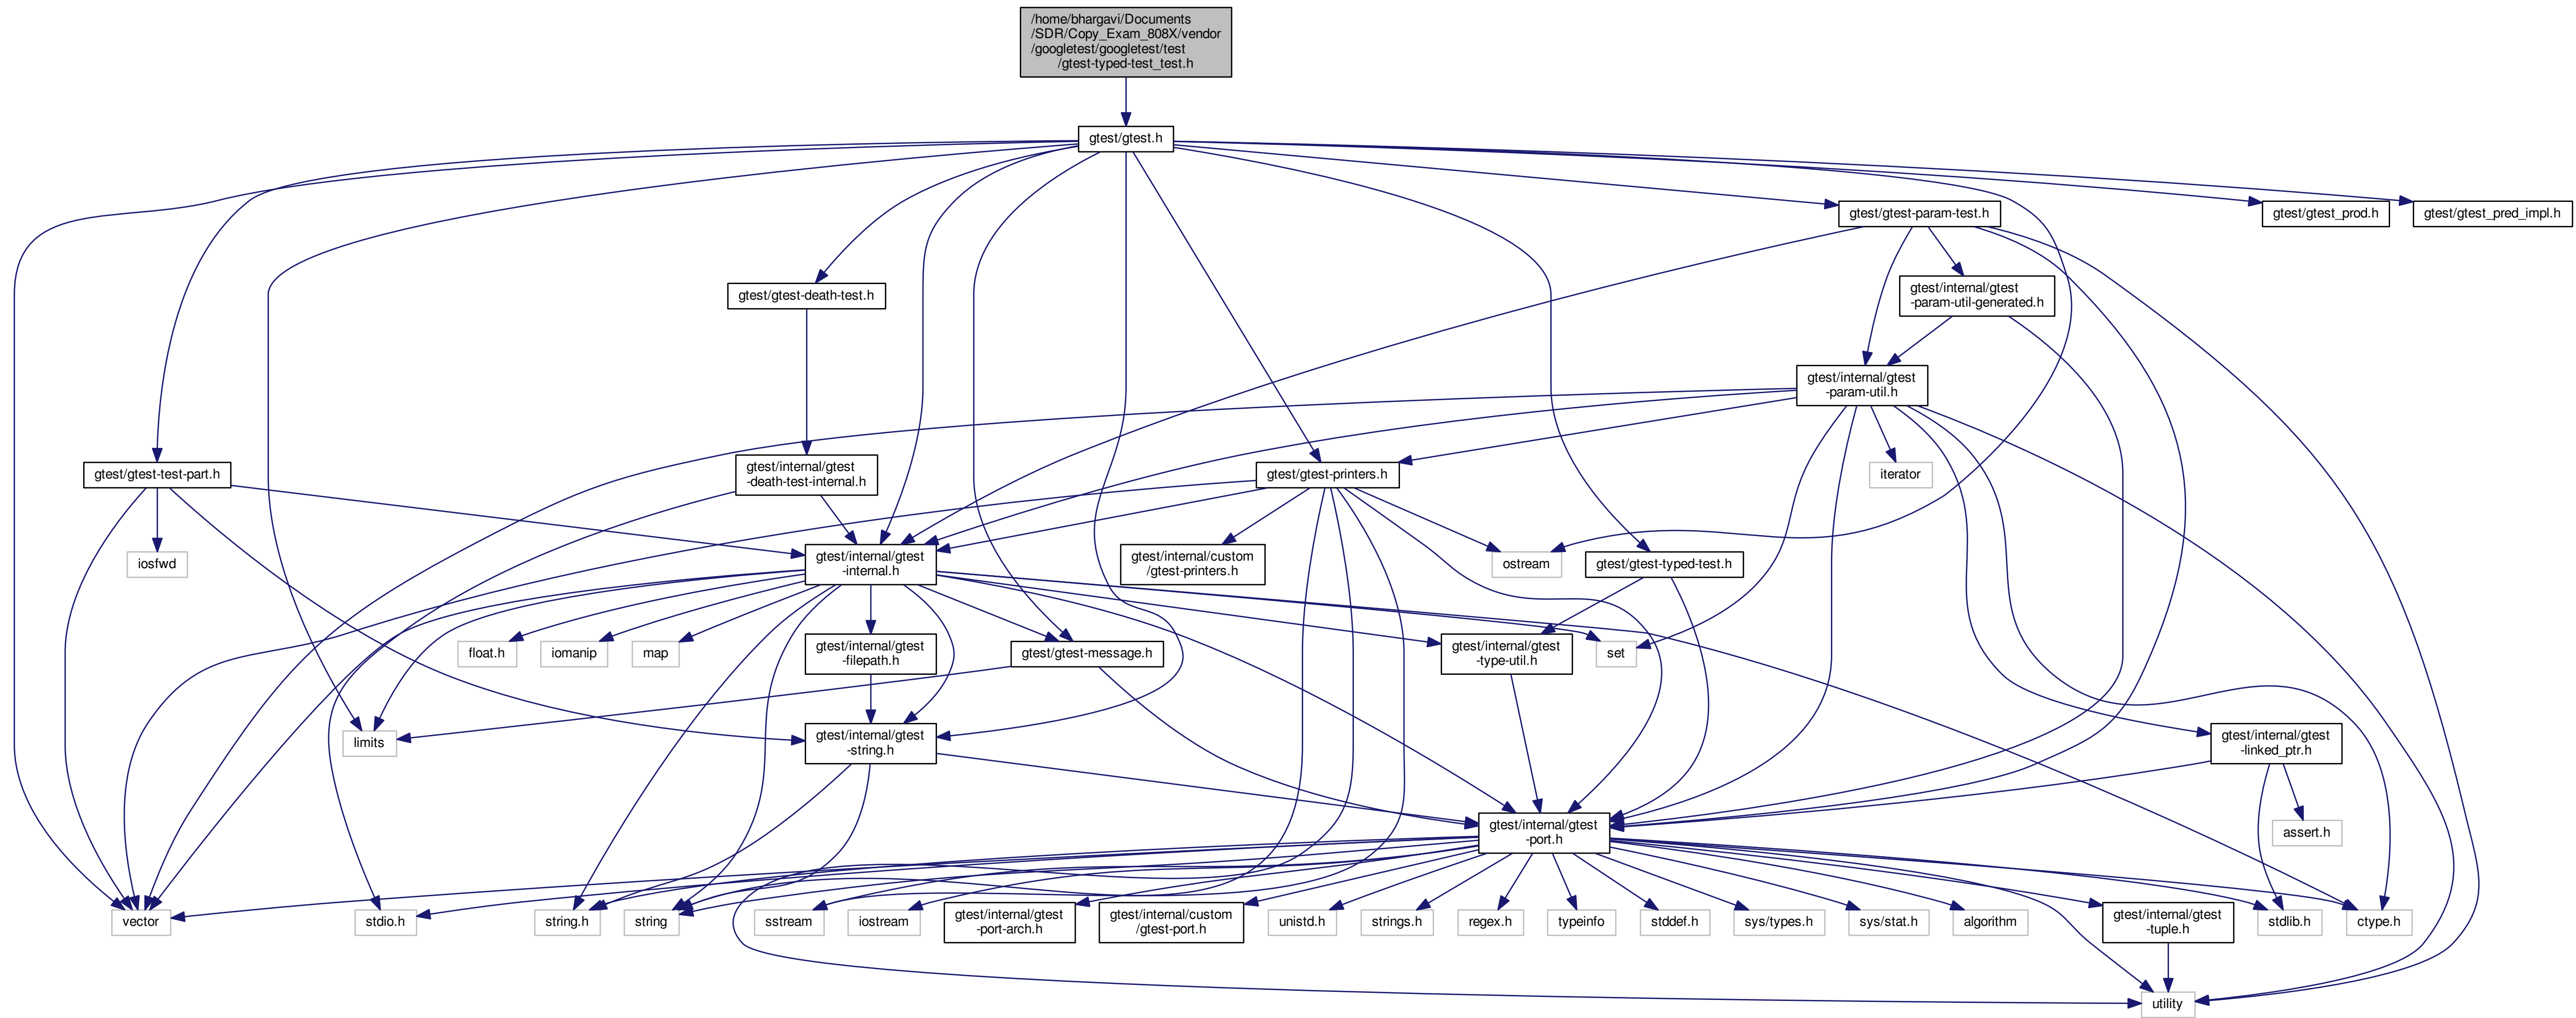 /home/bhargavi/Documents
/SDR/Copy_Exam_808X/vendor
/googletest/googletest/test
/gtest-typed-test_test.h
gtest/gtest.h
gtest/gtest-param-test.h
gtest/gtest_prod.h
gtest/gtest_pred_impl.h
gtest/gtest-death-test.h
gtest/internal/gtest
-param-util-generated.h
gtest/internal/gtest
-param-util.h
gtest/gtest-test-part.h
gtest/internal/gtest
-death-test-internal.h
gtest/gtest-printers.h
iterator
iosfwd
gtest/internal/gtest
-internal.h
gtest/internal/custom
/gtest-printers.h
ostream
gtest/gtest-typed-test.h
float.h
iomanip
map
gtest/internal/gtest
-filepath.h
gtest/gtest-message.h
gtest/internal/gtest
-type-util.h
set
limits
gtest/internal/gtest
-string.h
gtest/internal/gtest
-linked_ptr.h
gtest/internal/gtest
-port.h
assert.h
vector
stdio.h
string.h
string
sstream
iostream
gtest/internal/gtest
-port-arch.h
gtest/internal/custom
/gtest-port.h
unistd.h
strings.h
regex.h
typeinfo
stddef.h
sys/types.h
sys/stat.h
algorithm
gtest/internal/gtest
-tuple.h
stdlib.h
ctype.h
utility